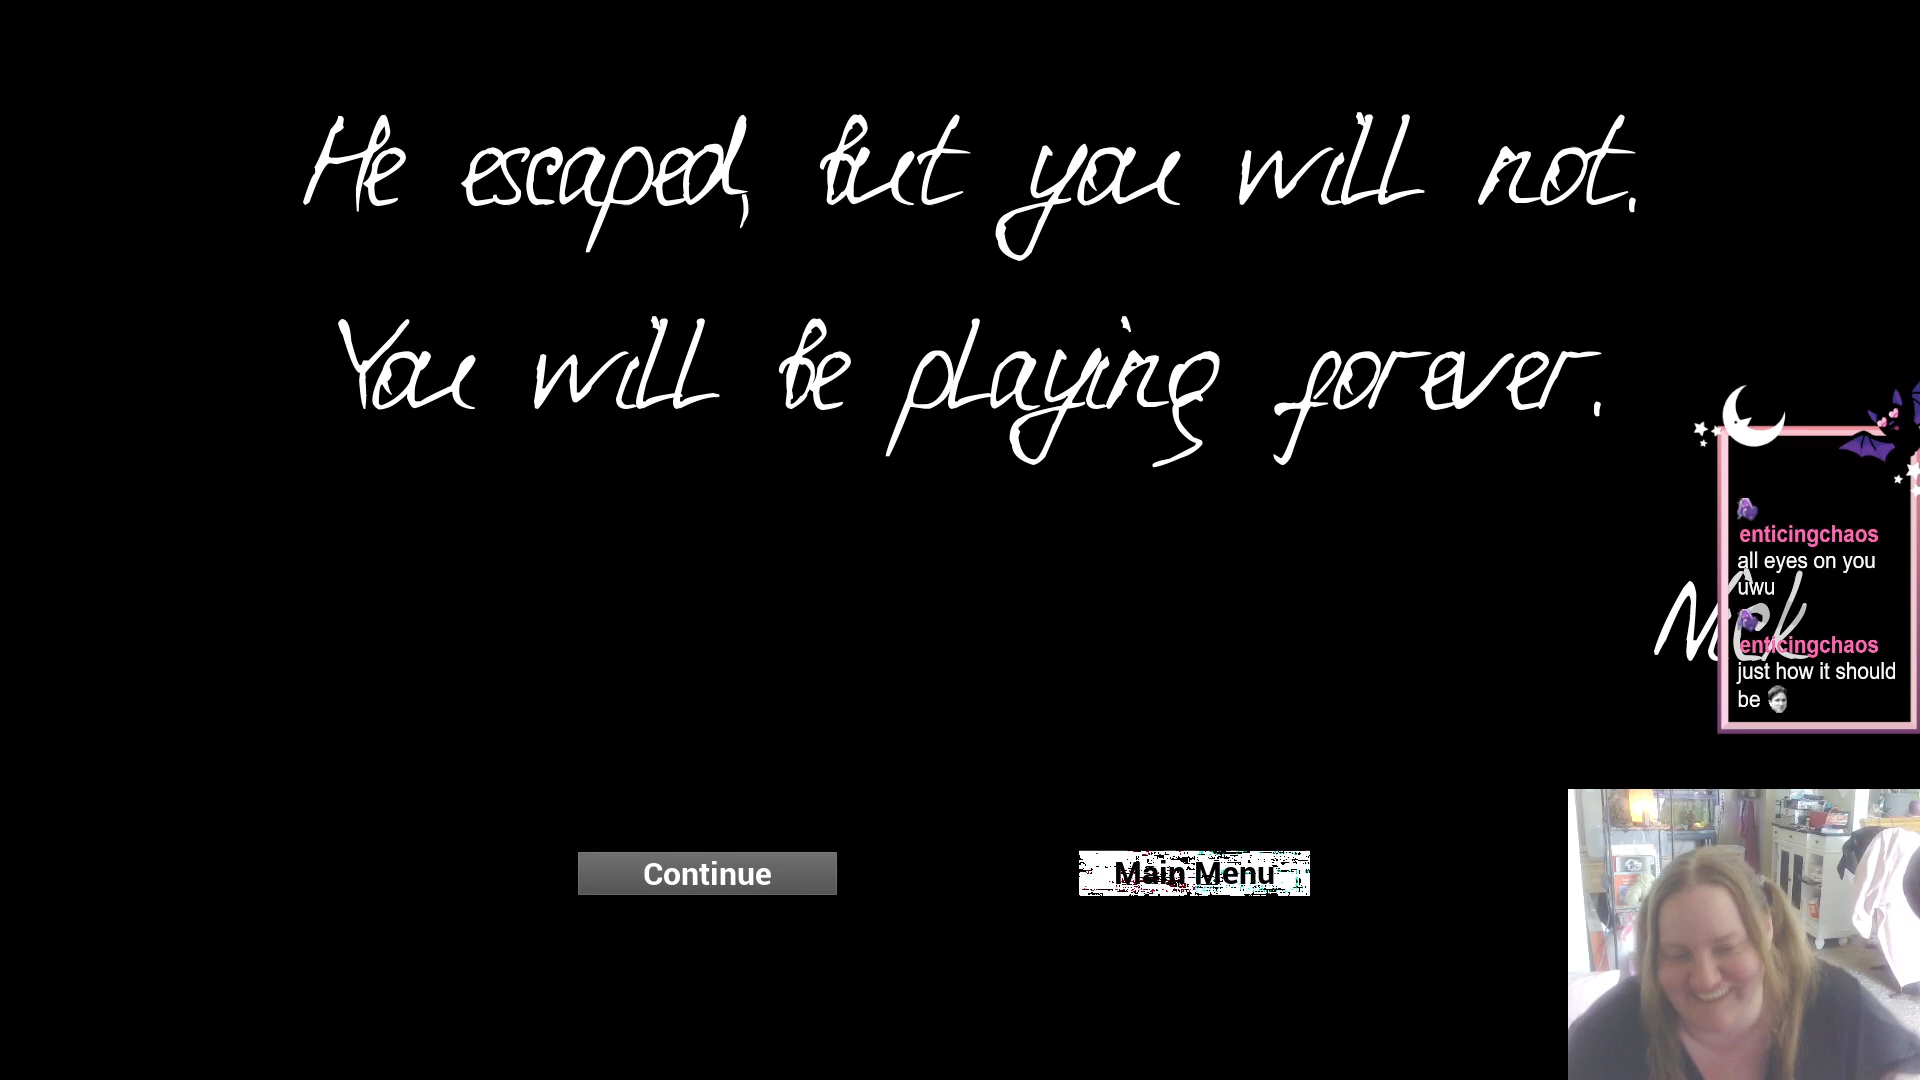 He escaped, but you will not.
You will be playing forever.
enticingchaos
all eyes on you
uwu
Nick
enticingchaos
just how it should
be
Continue
Main Menu